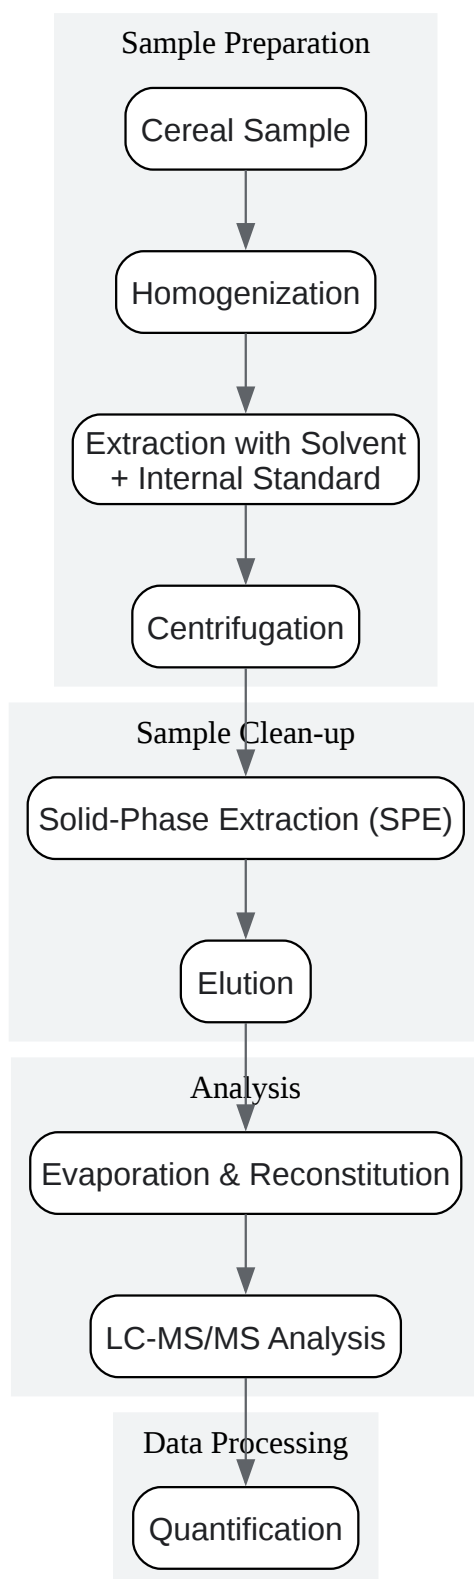 Sample Preparation
Cereal Sample
Homogenization
Extraction with Solvent
+ Internal Standard
Centrifugation
Sample Clean-up
Solid-Phase Extraction (SPE)
Elution
Analysis
Evaporation & Reconstitution
LC-MS/MS Analysis
Data Processing
Quantification